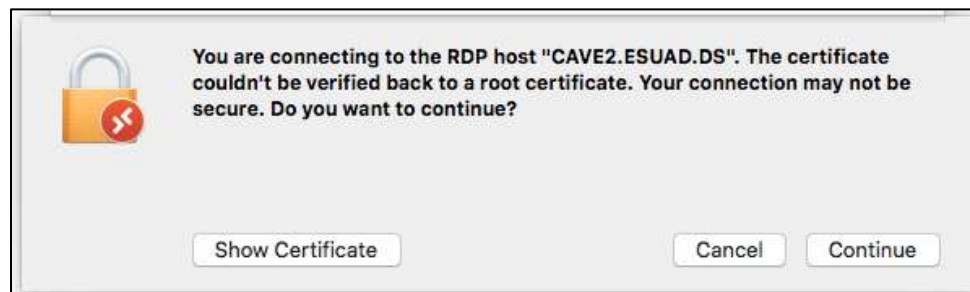 You are connecting to the RDP host "CAVE2.ESUAD.DS". The certificate
couldn't be verified back to a root certificate. Your connection may not be
secure. Do you want to continue?
Show Certificate
Cancel
Continue